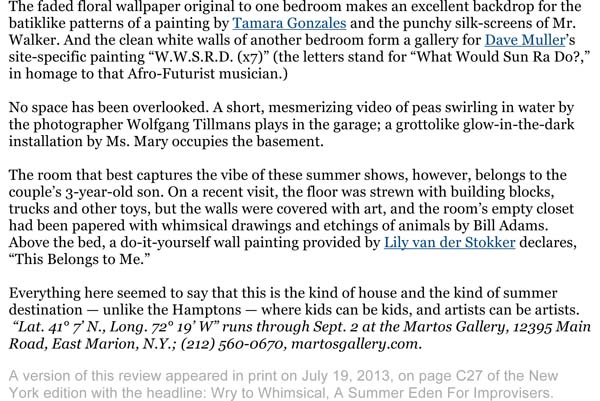 The faded floral wallpaper original to one bedroom makes an excellent backdrop for the
batiklike patterns of a painting by Tamara Gonzales and the punchy silk-screens of Mr.
Walker. And the clean white walls of another bedroom form a gallery for Dave Muller’s
site-specific painting “W.W.S.R.D. (x7)” (the letters stand for “What Would Sun Ra Do?,”
in homage to that Afro-Futurist musician.)
No space has been overlooked. A short, mesmerizing video of peas swirling in water by
the photographer Wolfgang Tillmans plays in the garage; a grottolike glow-in-the-dark
installation by Ms. Mary occupies the basement.
The room that best captures the vibe of these summer shows, however, belongs to the
couple’s 3-year-old son. On a recent visit, the floor was strewn with building blocks,
trucks and other toys, but the walls were covered with art, and the room’s empty closet
had been papered with whimsical drawings and etchings of animals by Bill Adams.
Above the bed, a do-it-yourself wall painting provided by Lily van der Stokker declares,
“This Belongs to Me.”
Everything here seemed to say that this is the kind of house and the kind of summer
destination — unlike the Hamptons — where kids can be kids, and artists can be artists.
“Lat. 41° 7’ N., Long. 72° 19’ W” runs through Sept. 2 at the Martos Gallery, 12395 Main
Road, East Marion, N.Y.; (212) 560-0670, martosgallery.com.
A version of this review appeared in print on July 19, 2013, on page C27 of the New
York edition with the headline: Wry to Whimsical, A Summer Eden For Improvisers.